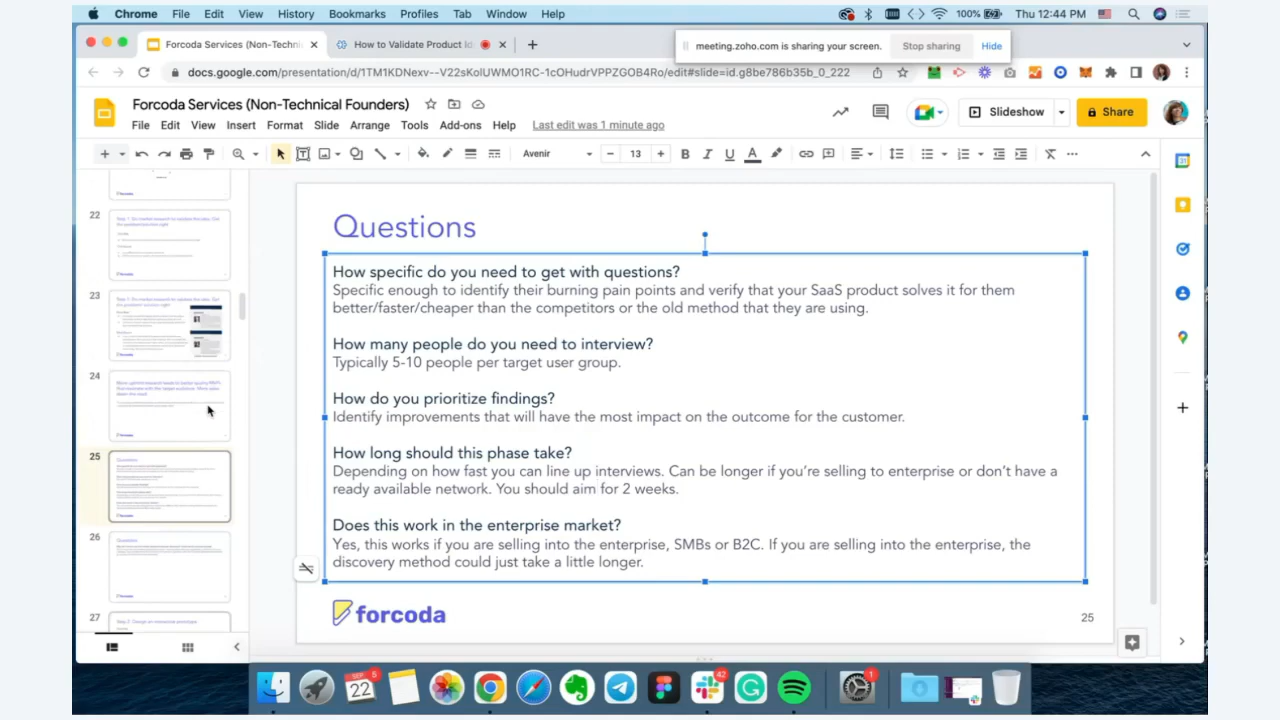 Chrome File Edit View History Bookmarks Profiles Tab Window Help 100% Thu 12:44 PM
Forcoda Services (Non-Techni
How to Validate Product Id
meeting.zoho.com is sharing your screen. Stop sharing Hide
docs.google.com/presentation/d/1TM1KDNexv--V22sKolUWMO1RC-1cOHudrVPPZGOB4Ro/edit#slide=id.g8be786b35b_0_222
Forcoda Services (Non-Technical Founders)
Slideshow
Share
File Edit View Insert Format Slide Arrange Tools Add-ons Help Last edit was 1 minute ago
Avenir 13 B I U A
22
23
24
25
Questions
26
Questions
27
Questions
How specific do you need to get with questions?
Specific enough to identify their burning pain points and verify that your SaaS product solves it for them
better/faster/cheaper than the competitors or the old method that they are using.
How many people do you need to interview?
Typically 5-10 people per target user group.
How do you prioritize findings?
Identify improvements that will have the most impact on the outcome for the customer.
How long should this phase take?
Depending on how fast you can line up interviews. Can be longer if you're selling to enterprise or don't have a
ready audience network. You should aim for 2 weeks.
Does this work in the enterprise market?
Yes, this works if you are selling into the enterprise, SMBs or B2C. If you are selling into the enterprise, the
discovery method could just take a little longer.
forcoda
25
SEP
22
5
42
1